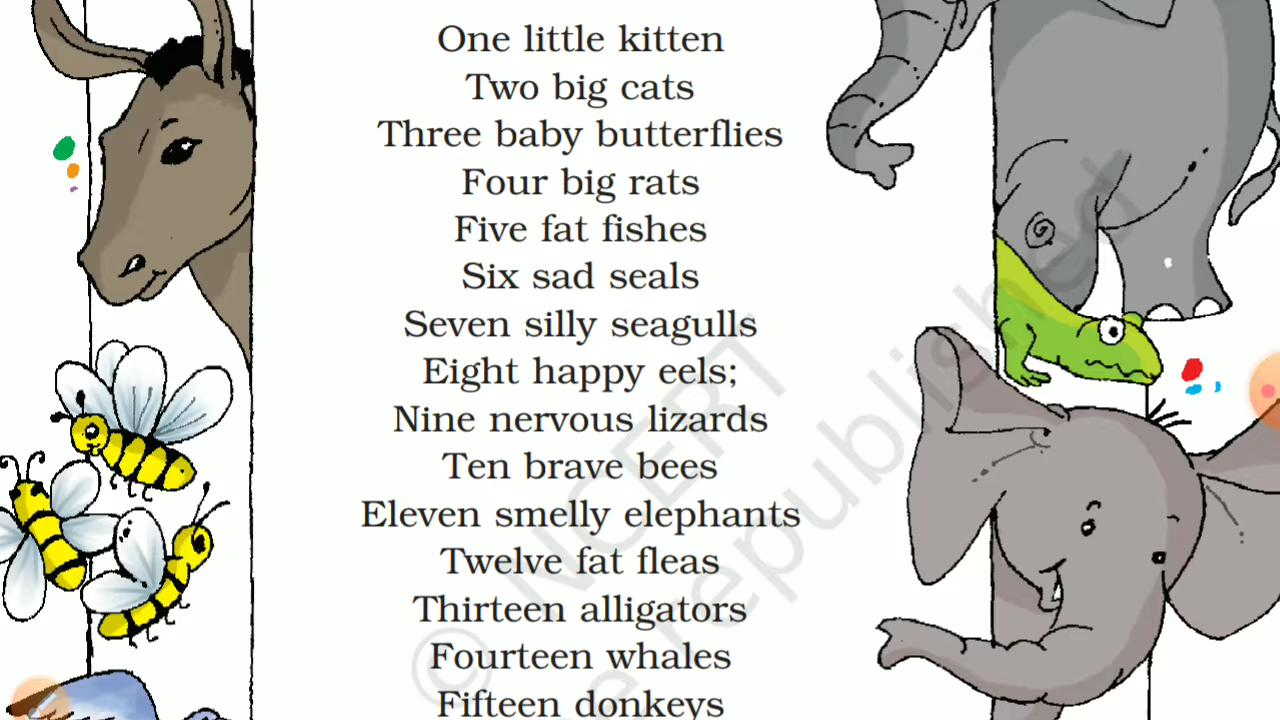 One little kitten
Two big cats
Three baby butterflies
Four big rats
Five fat fishes
Six sad seals
Seven silly seagulls
Eight happy eels;
Nine nervous lizards
Ten brave bees
Eleven smelly elephants
Twelve fat fleas
Thirteen alligators
Fourteen whales
Fifteen donkeys
© NCERT
republished